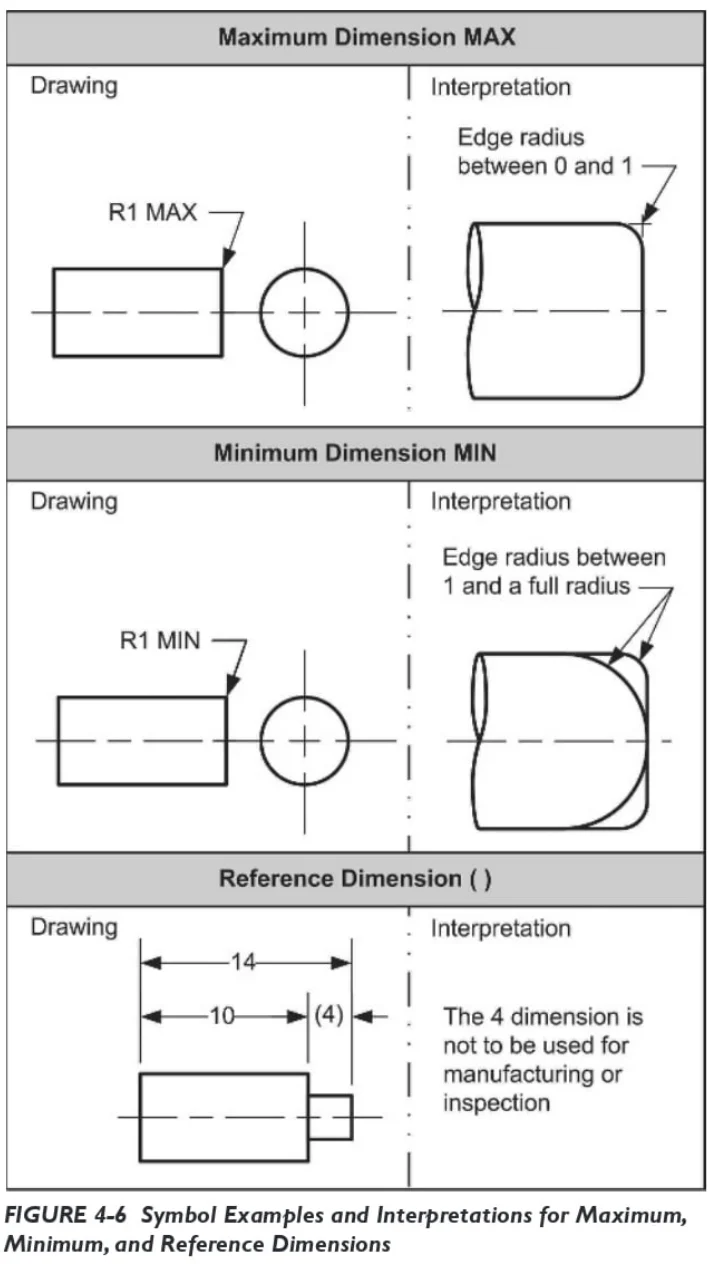 Maximum Dimension MAX
Drawing
Interpretation
Edge radius
between 0 and 1
R1 MAX
Minimum Dimension MIN
Drawing
Interpretation
Edge radius between
1 and a full radius
R1 MIN
Reference Dimension ( )
Drawing
Interpretation
14
10
(4)
The 4 dimension is
not to be used for
manufacturing or
inspection
FIGURE 4-6 Symbol Examples and Interpretations for Maximum,
Minimum, and Reference Dimensions